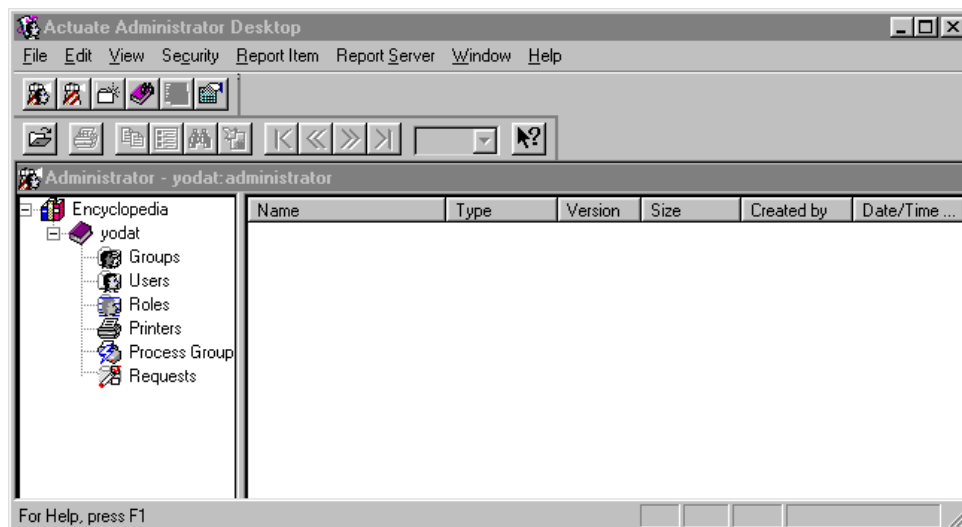 Actuate Administrator Desktop
File Edit View Security Report Item Report Server Window Help
Administrator - yodat:administrator
Encyclopedia
yodat
Groups
Users
Roles
Printers
Process Group
Requests
Name Type Version Size Created by Date/Time ...
For Help, press F1